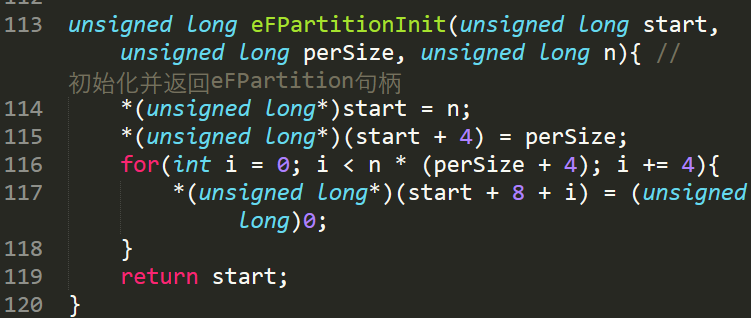 112
113 unsigned long eFPartitionInit(unsigned long start,
unsigned long perSize, unsigned long n){ //
初始化并返回eFPartition句柄
114 *(unsigned long*)start = n;
115 *(unsigned long*)(start + 4) = perSize;
116 for(int i = 0; i < n * (perSize + 4); i += 4){
117 *(unsigned long*)(start + 8 + i) = (unsigned
long)0;
118 }
119 return start;
120 }